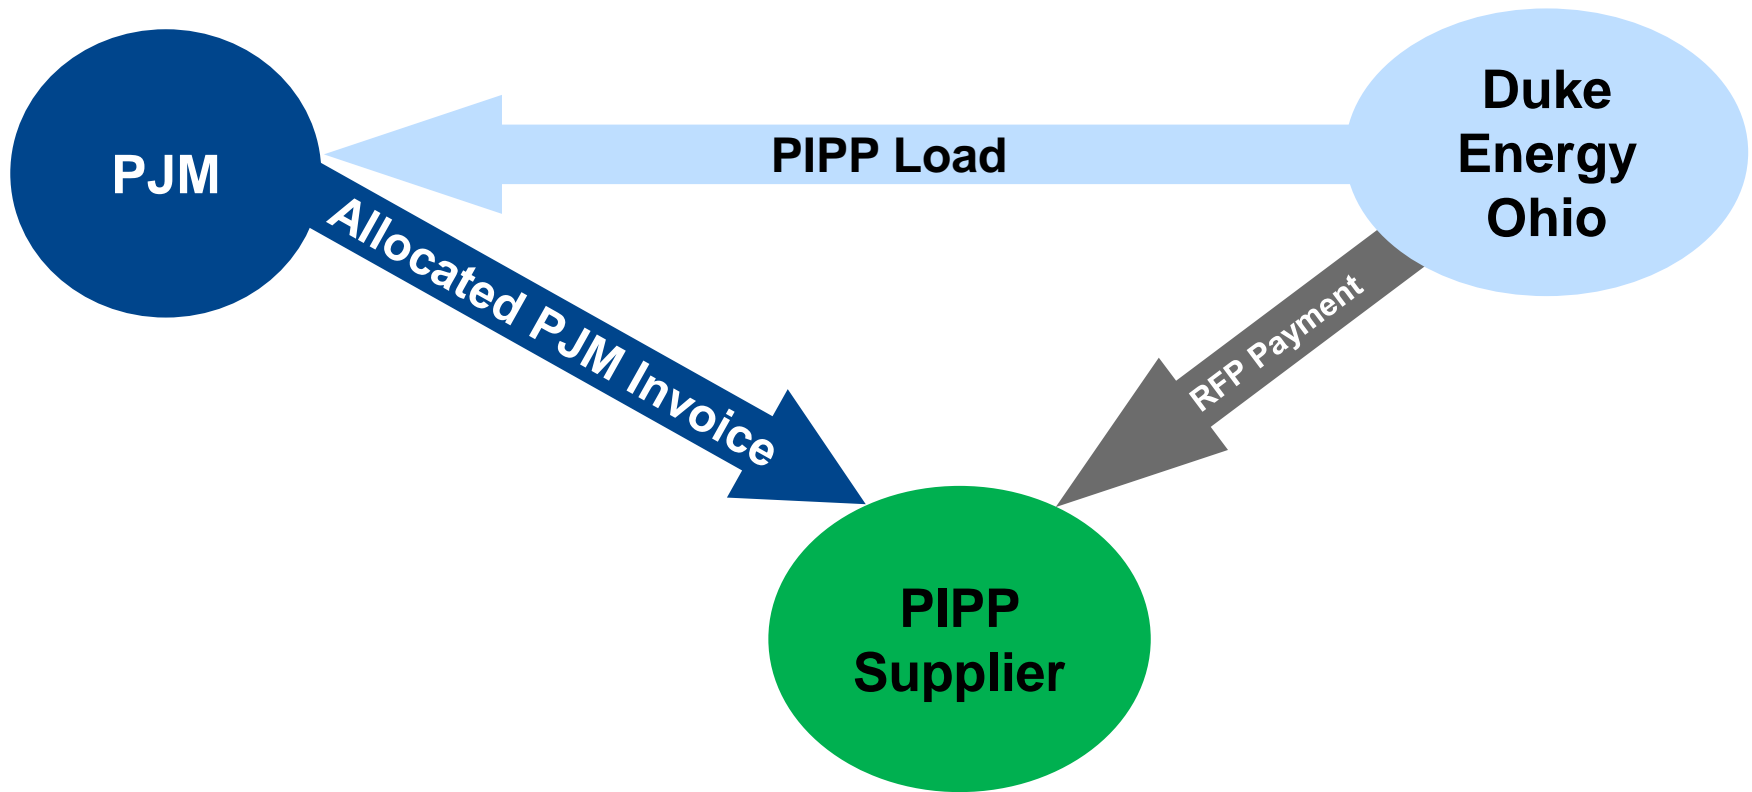 PJM
PIPP Load
Duke
Energy
Ohio
Allocated PJM Invoice
RFP Payment
PIPP
Supplier